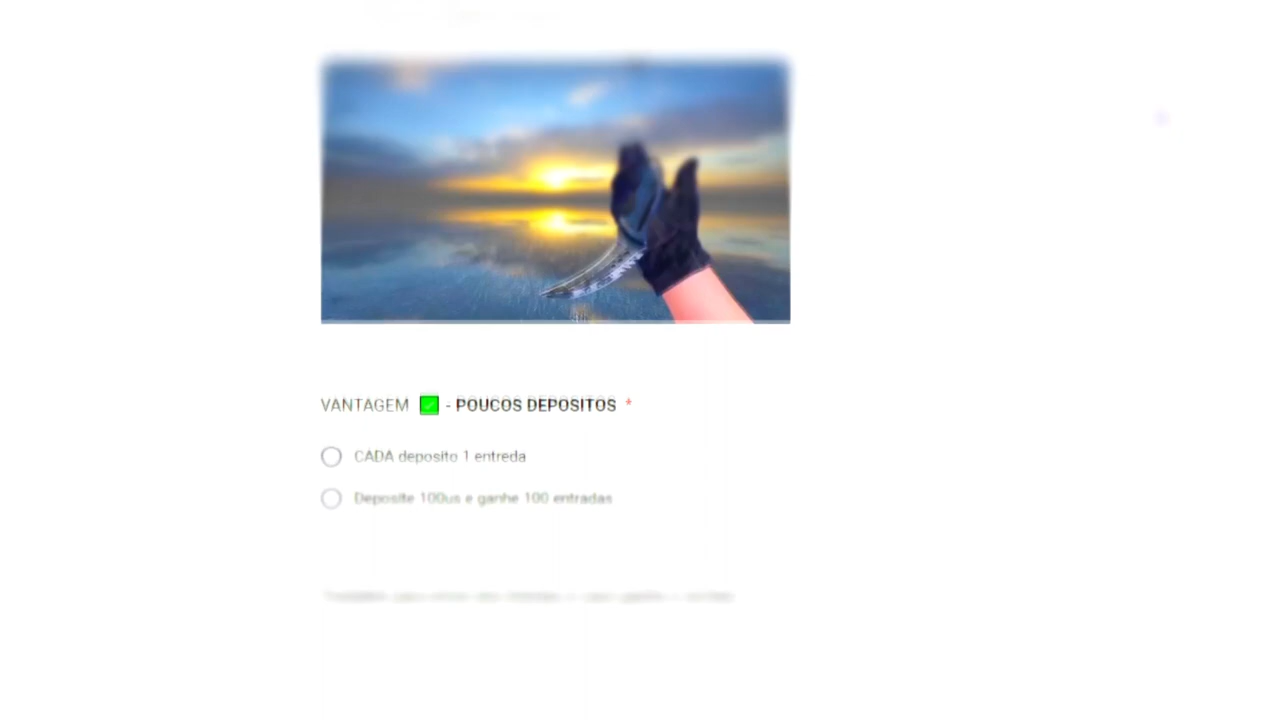 VANTAGEM ✅ - POUCOS DEPOSITOS *
CADA deposito 1 entreda
Deposite 100us e ganhe 100 entradas